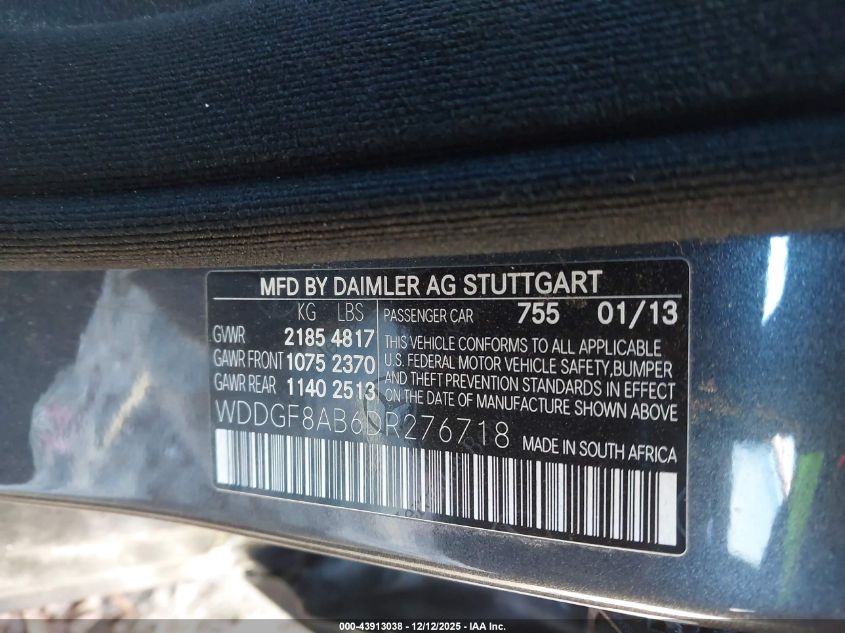 MFD BY DAIMLER AG STUTTGART
KG LBS
GVWR 2185 4817
GAWR FRONT 1075 2370
GAWR REAR 1140 2513
PASSENGER CAR 755 01/13
THIS VEHICLE CONFORMS TO ALL APPLICABLE
U.S. FEDERAL MOTOR VEHICLE SAFETY,BUMPER
AND THEFT PREVENTION STANDARDS IN EFFECT
ON THE DATE OF MANUFACTURE SHOWN ABOVE
WDDGF8AB6DR276718
MADE IN SOUTH AFRICA
000-43913038 - 12/12/2025 - IAA Inc.